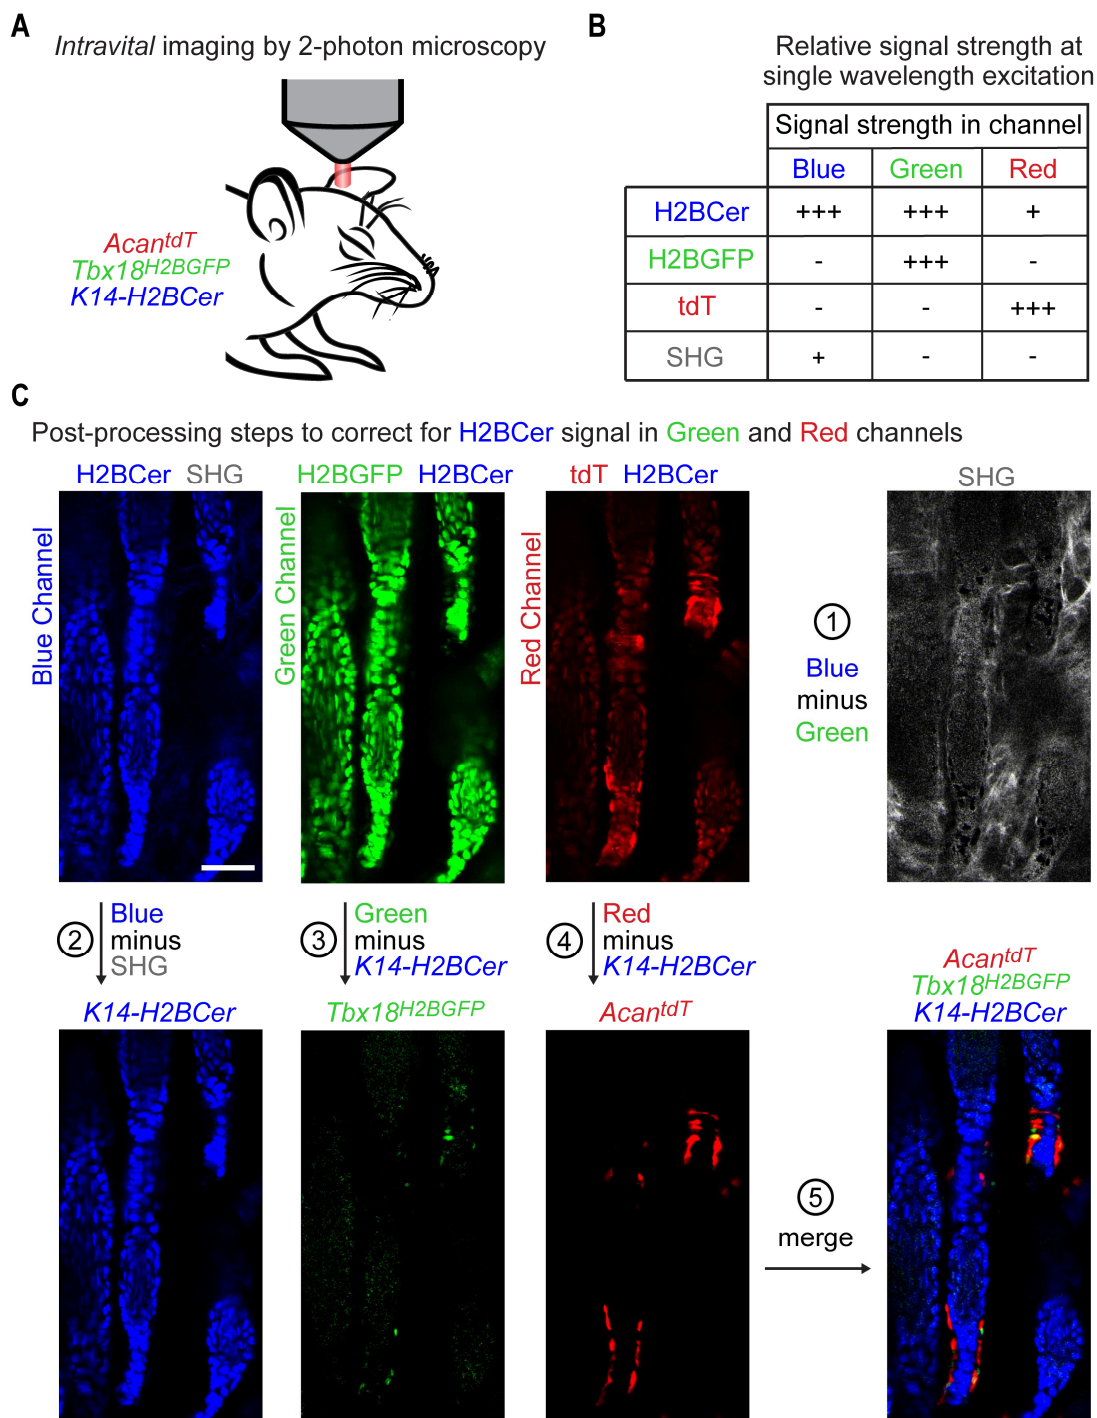 A
Intravital imaging by 2-photon microscopy
AcantdT
Tbx18H2BGFP
K14-H2BCer
B
Relative signal strength at
single wavelength excitation
Signal strength in channel
Blue Green Red
H2BCer +++ +++ +
H2BGFP - +++ -
tdT - - +++
SHG + - -
C
Post-processing steps to correct for H2BCer signal in Green and Red channels
H2BCer SHG H2BGFP H2BCer tdT H2BCer SHG
Blue Channel
Green Channel
Red Channel
1
Blue
minus
Green
2
Blue
minus
SHG
3
Green
minus
K14-H2BCer
4
Red
minus
K14-H2BCer
K14-H2BCer
Tbx18H2BGFP
AcantdT
5
merge
AcantdT
Tbx18H2BGFP
K14-H2BCer